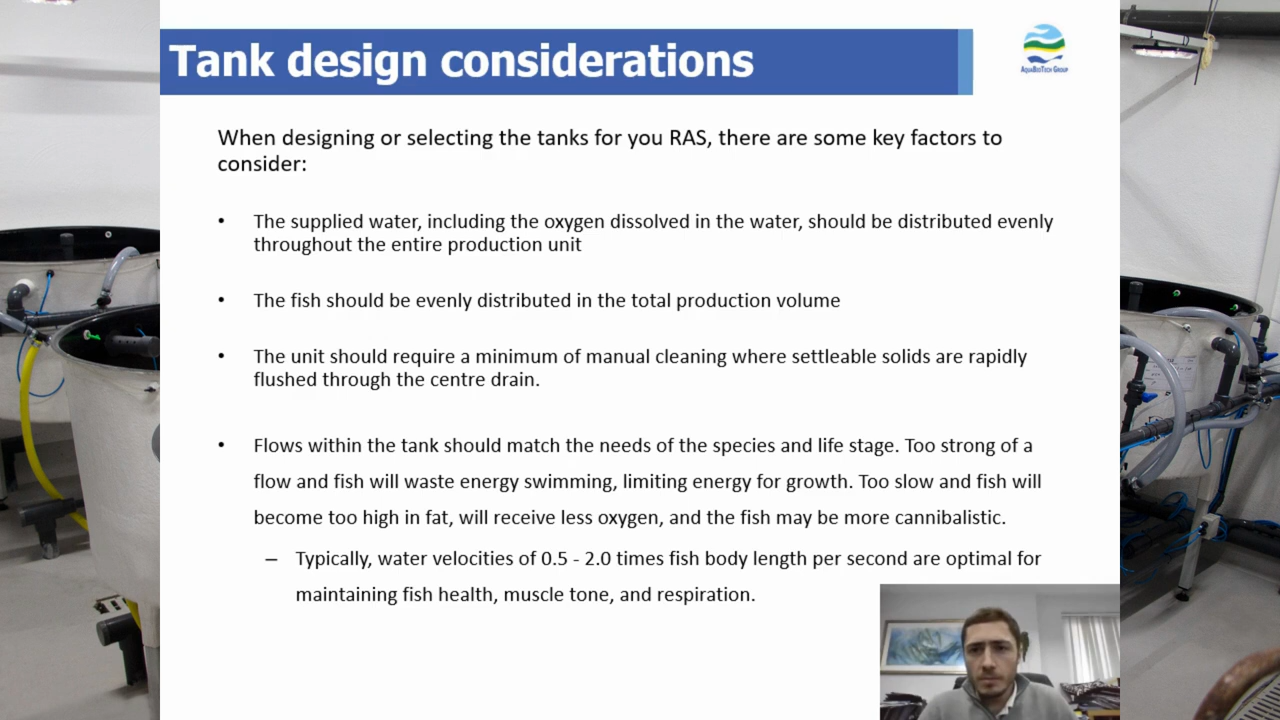 Tank design considerations
AquaBioTech Group
When designing or selecting the tanks for you RAS, there are some key factors to
consider:
• The supplied water, including the oxygen dissolved in the water, should be distributed evenly
throughout the entire production unit
• The fish should be evenly distributed in the total production volume
• The unit should require a minimum of manual cleaning where settleable solids are rapidly
flushed through the centre drain.
• Flows within the tank should match the needs of the species and life stage. Too strong of a
flow and fish will waste energy swimming, limiting energy for growth. Too slow and fish will
become too high in fat, will receive less oxygen, and the fish may be more cannibalistic.
– Typically, water velocities of 0.5 - 2.0 times fish body length per second are optimal for
maintaining fish health, muscle tone, and respiration.